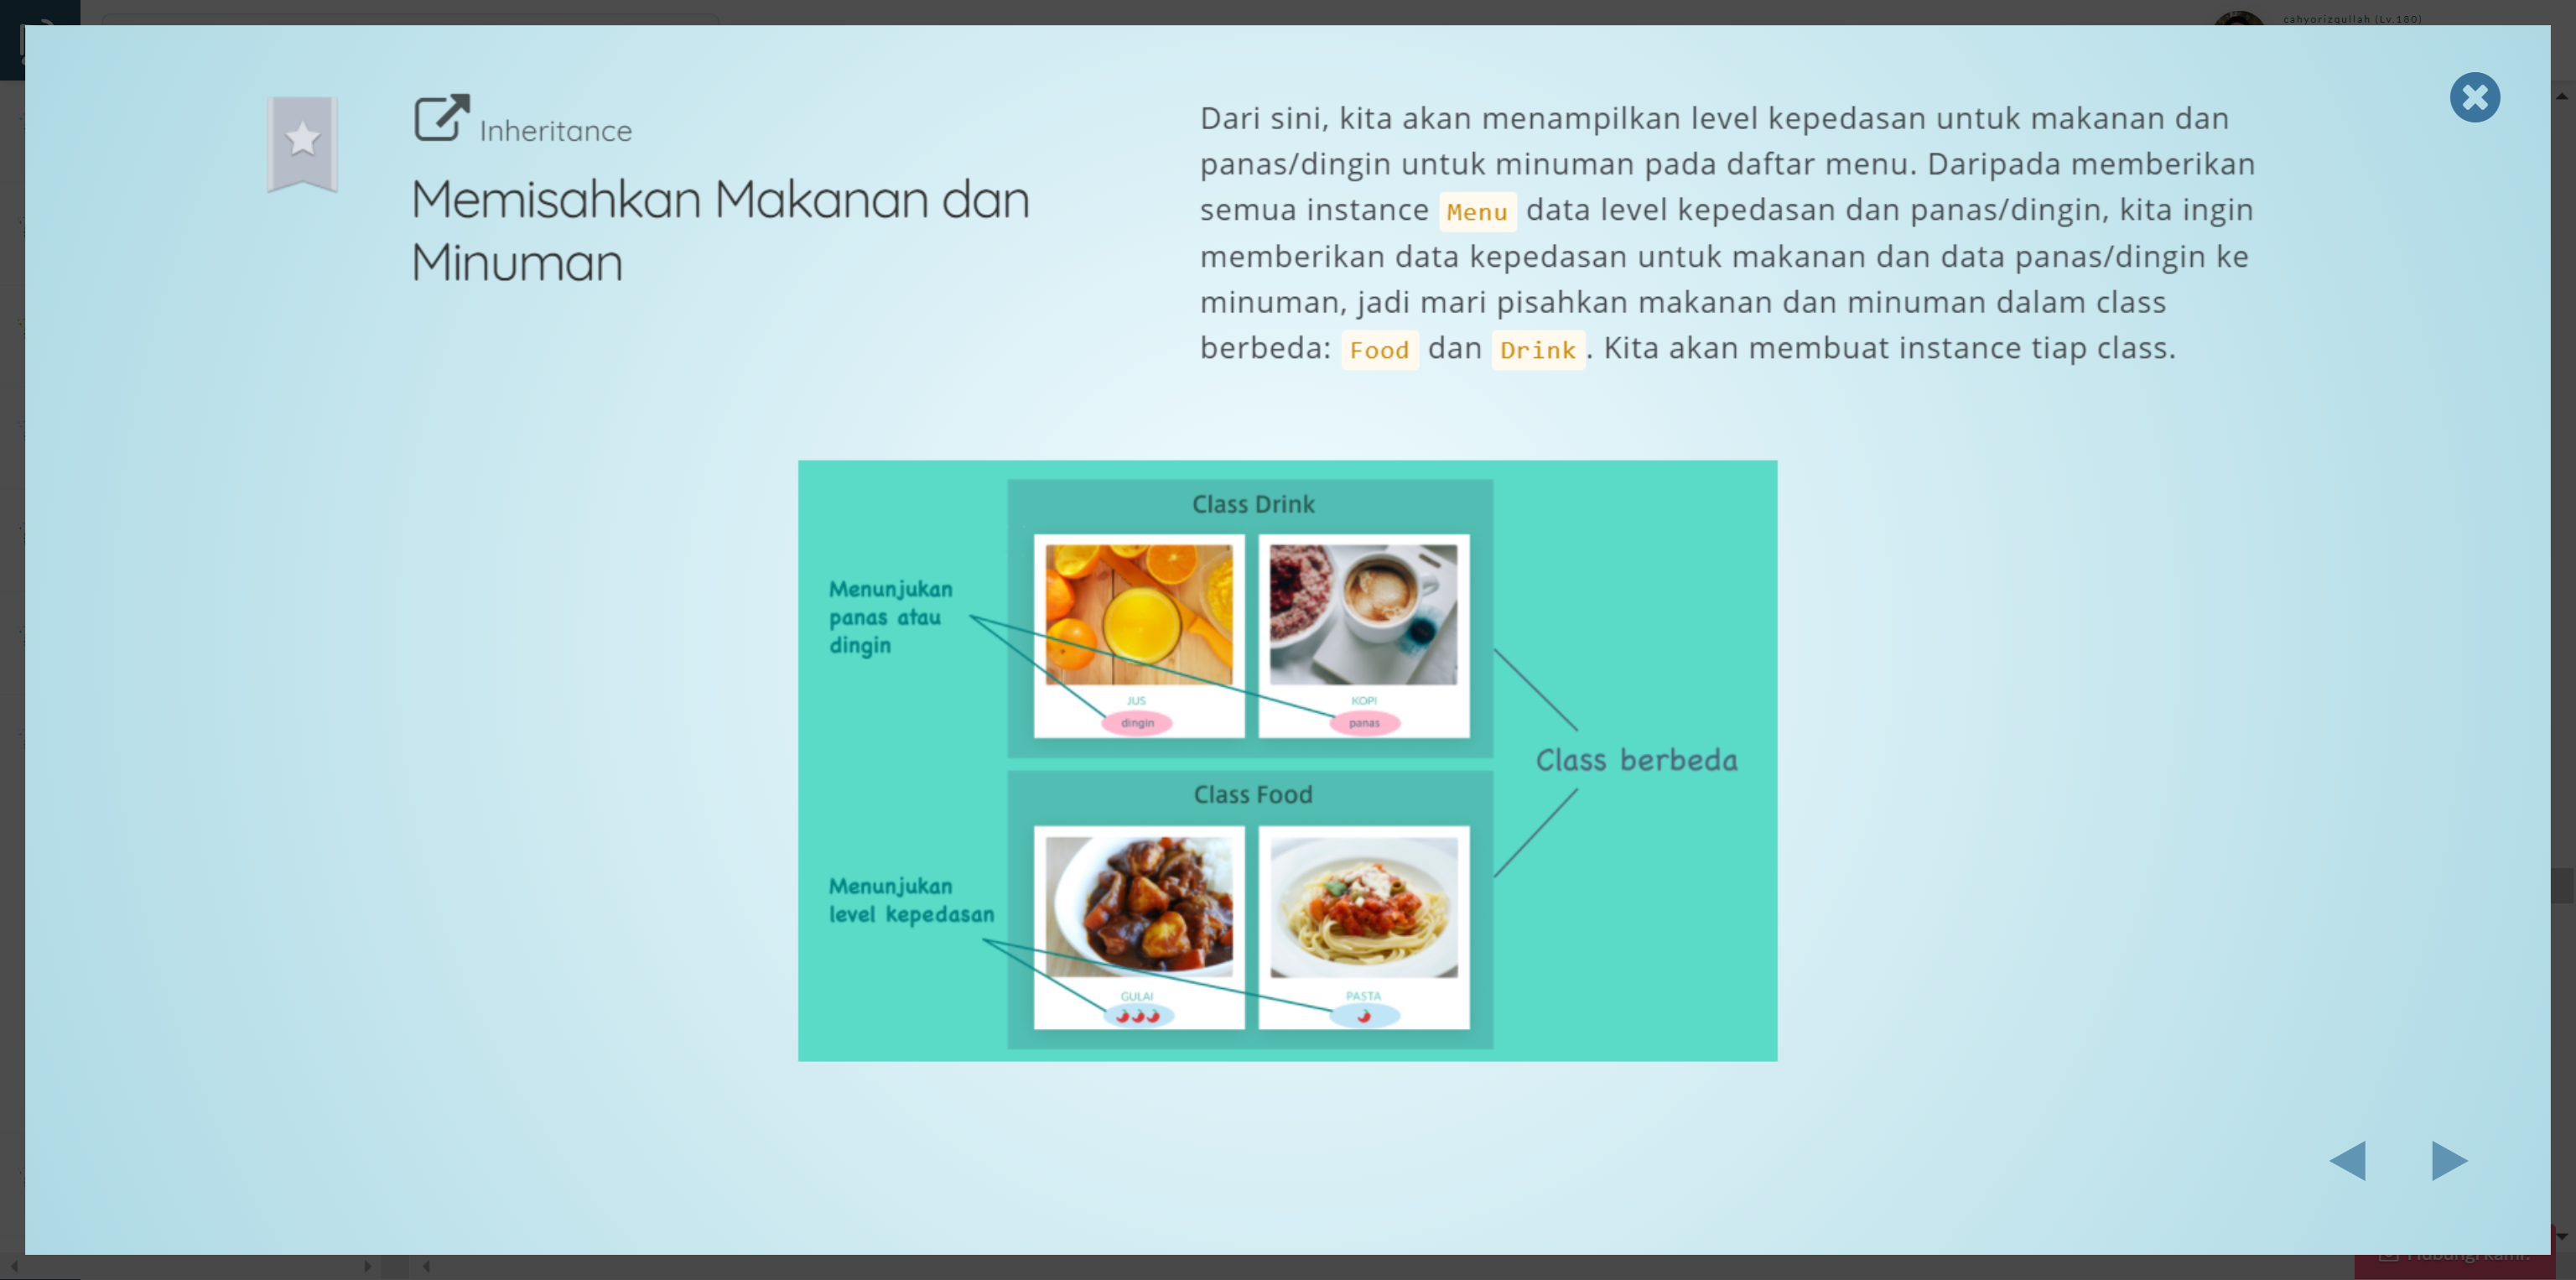 cahyorizqullah (Lv.180)
Inheritance
Memisahkan Makanan dan
Minuman
Dari sini, kita akan menampilkan level kepedasan untuk makanan dan
panas/dingin untuk minuman pada daftar menu. Daripada memberikan
semua instance Menu data level kepedasan dan panas/dingin, kita ingin
memberikan data kepedasan untuk makanan dan data panas/dingin ke
minuman, jadi mari pisahkan makanan dan minuman dalam class
berbeda: Food dan Drink. Kita akan membuat instance tiap class.
Class Drink
Menunjukan
panas atau
dingin
JUS
dingin
KOPI
panas
Class berbeda
Class Food
Menunjukan
level kepedasan
GULAI
PASTA
Hubungi kami!